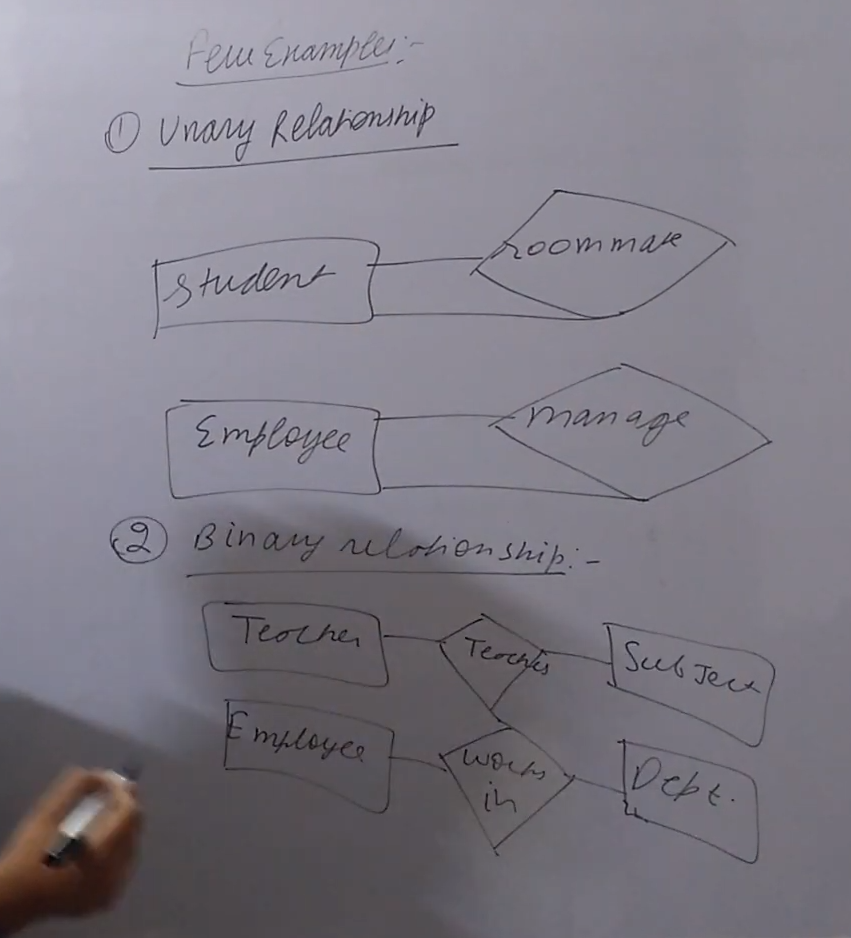 Few Examples:-
① Unary Relationship
Student roommate
Employee manage
② Binary relationship:-
Teacher Teaches Subject
Employee works in Dept.